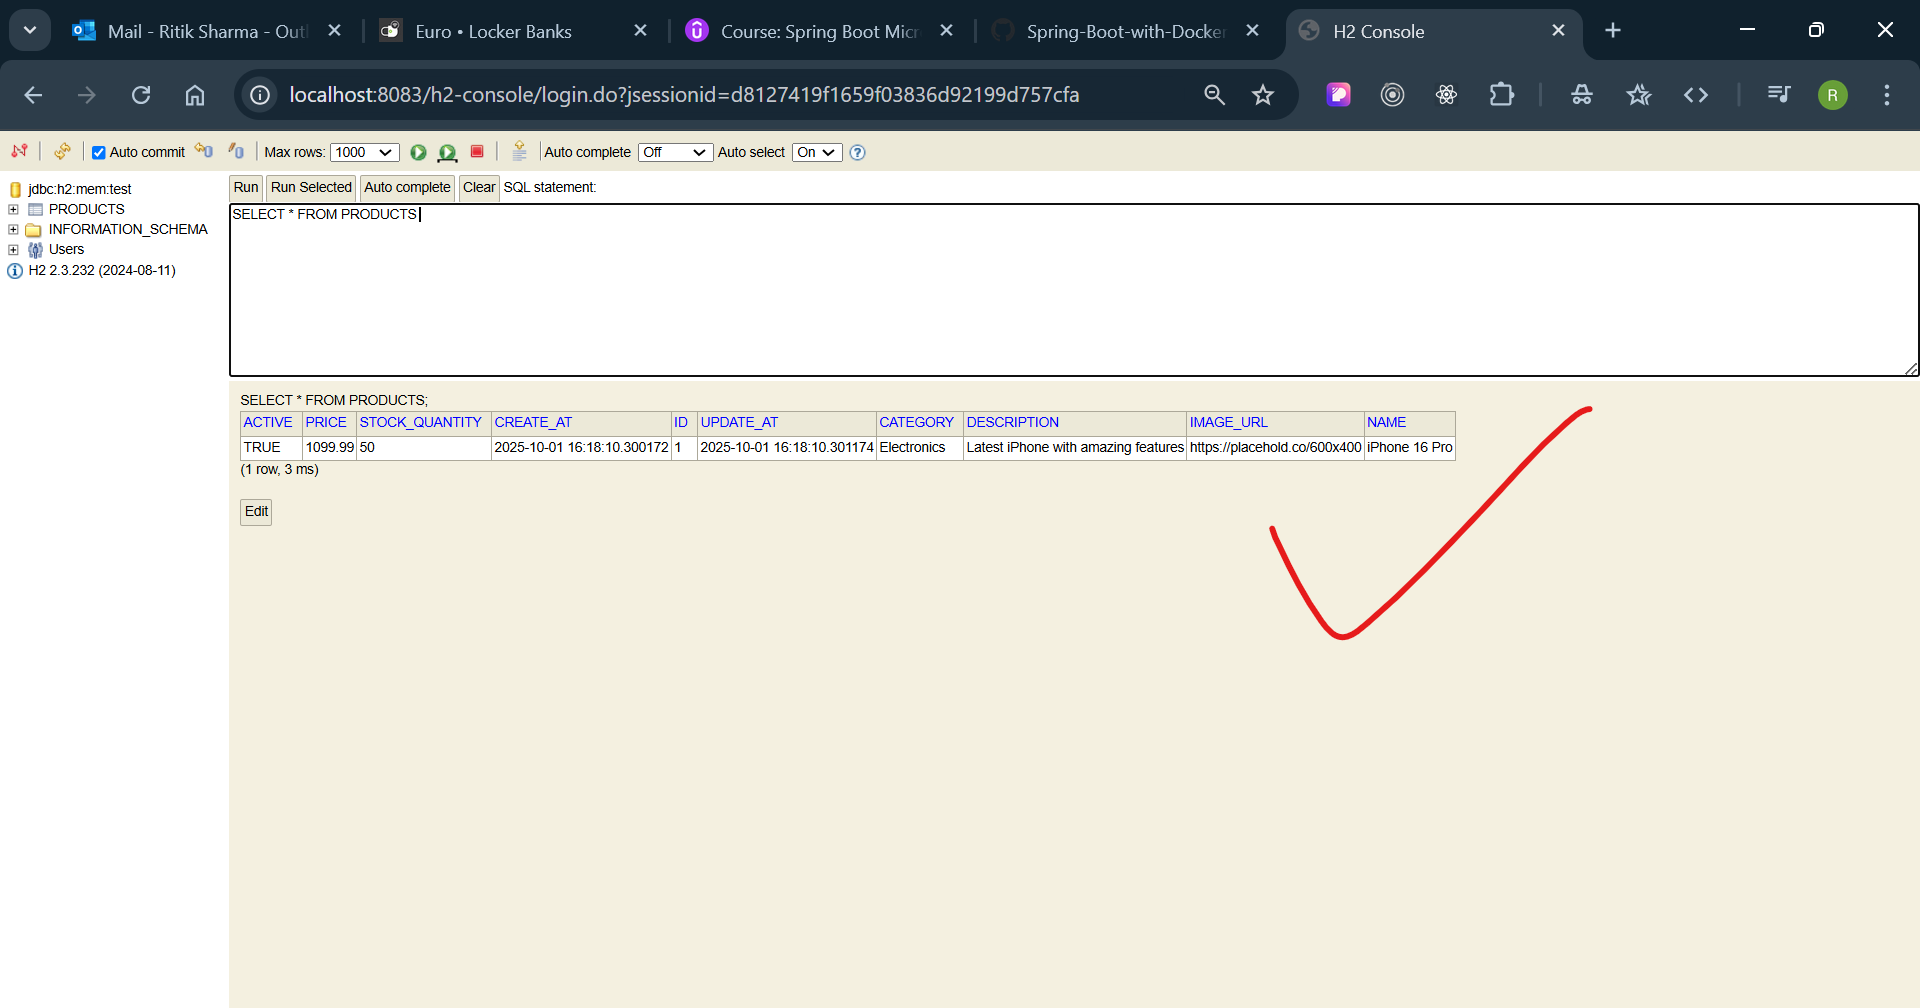 Mail - Ritik Sharma - Out
Euro • Locker Banks
Course: Spring Boot Micr
Spring-Boot-with-Docker
H2 Console
localhost:8083/h2-console/login.do?jsessionid=d8127419f1659f03836d92199d757cfa
R
Auto commit
Max rows: 1000
Auto complete Off
Auto select On
jdbc:h2:mem:test
PRODUCTS
INFORMATION_SCHEMA
Users
H2 2.3.232 (2024-08-11)
Run Run Selected Auto complete Clear SQL statement:
SELECT * FROM PRODUCTS
SELECT * FROM PRODUCTS;
ACTIVE PRICE STOCK_QUANTITY CREATE_AT ID UPDATE_AT CATEGORY DESCRIPTION IMAGE_URL NAME
TRUE 1099.99 50 2025-10-01 16:18:10.300172 1 2025-10-01 16:18:10.301174 Electronics Latest iPhone with amazing features https://placehold.co/600x400 iPhone 16 Pro
(1 row, 3 ms)
Edit